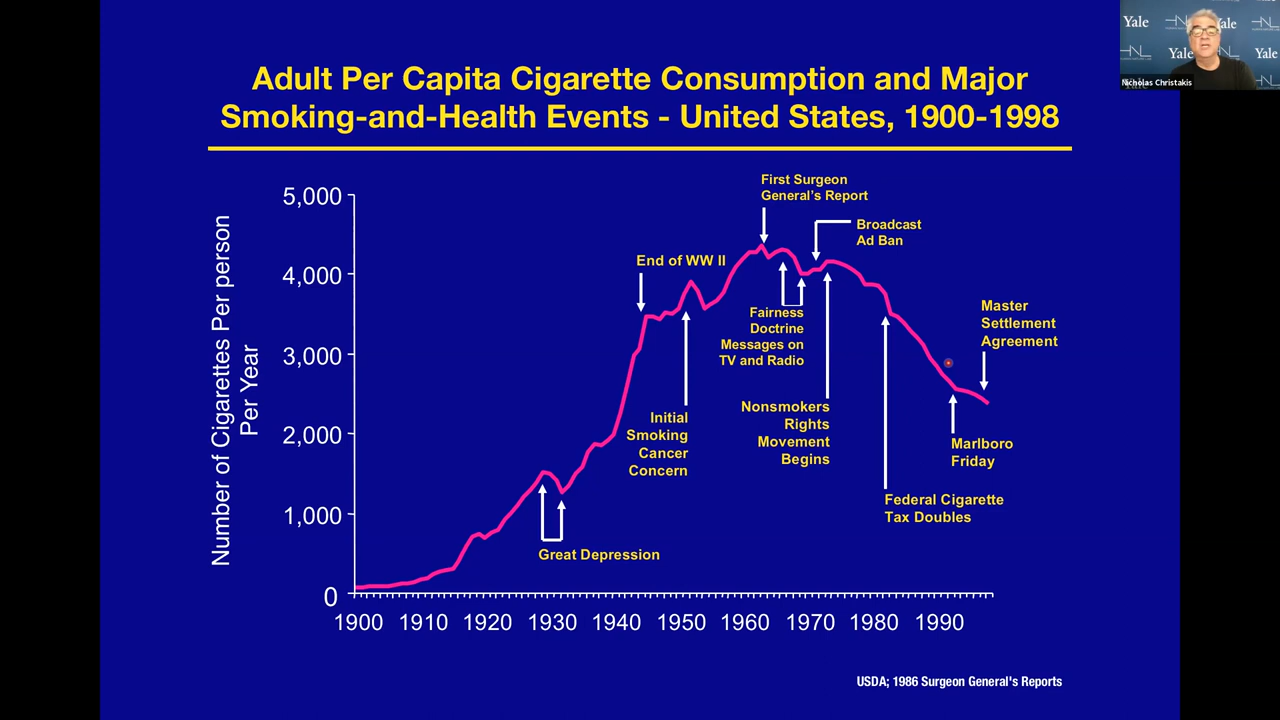 Adult Per Capita Cigarette Consumption and Major
Smoking-and-Health Events - United States, 1900-1998
Number of Cigarettes Per person
Per Year
5,000
4,000
3,000
2,000
1,000
0
1900 1910 1920 1930 1940 1950 1960 1970 1980 1990
Great Depression
End of WW II
Initial
Smoking
Cancer
Concern
First Surgeon
General's Report
Fairness
Doctrine
Messages on
TV and Radio
Broadcast
Ad Ban
Nonsmokers
Rights
Movement
Begins
Federal Cigarette
Tax Doubles
Marlboro
Friday
Master
Settlement
Agreement
USDA; 1986 Surgeon General's Reports
Yale
Yale
Yale
Yale
Yale
Nicholas Christakis